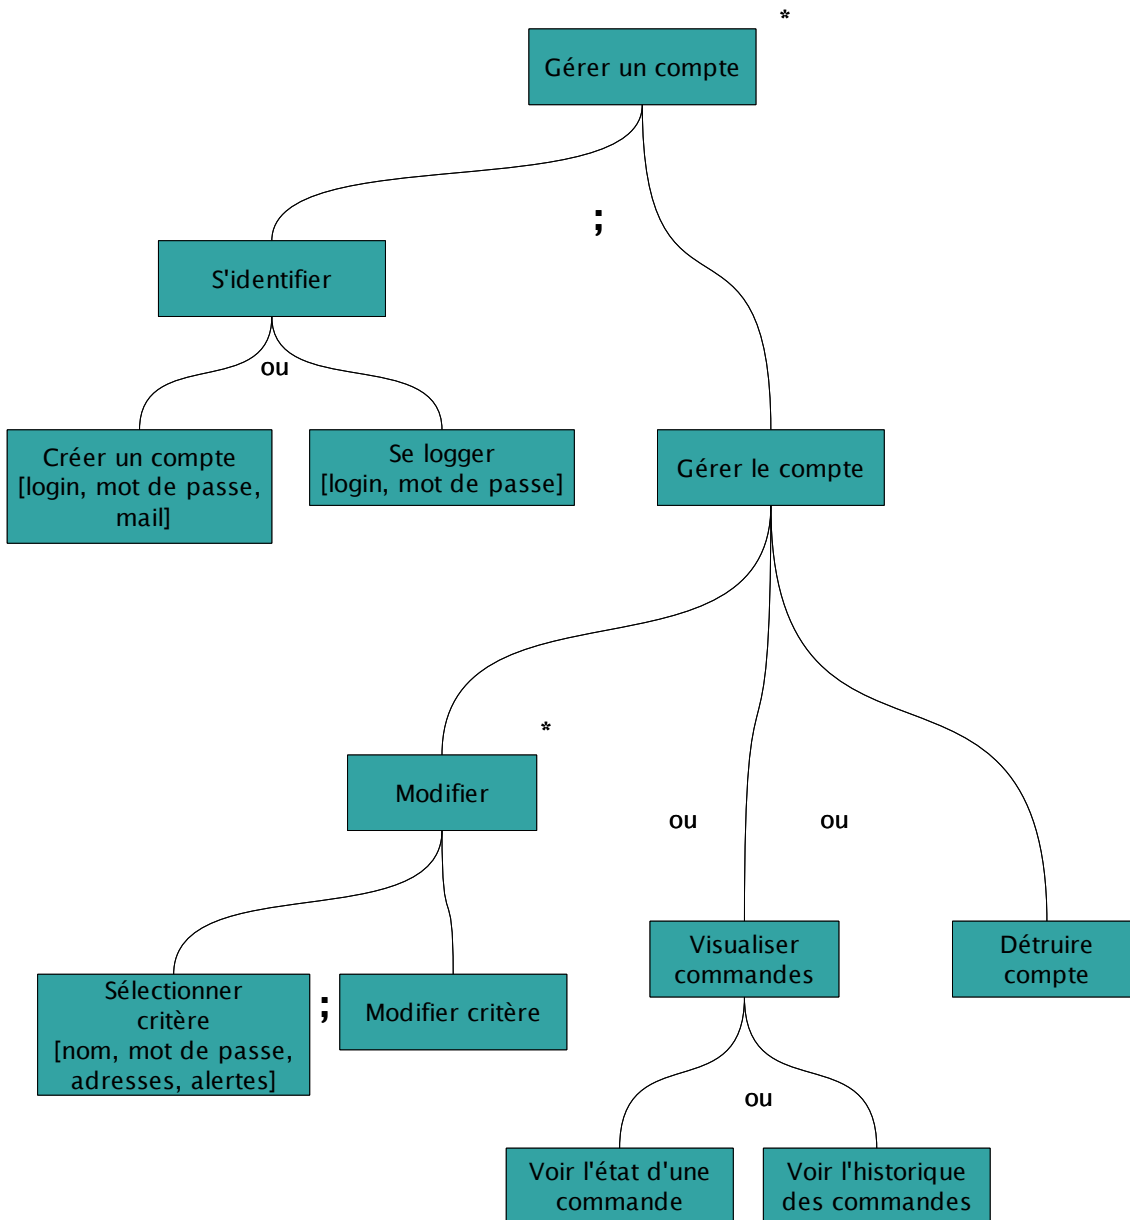 *
Gérer un compte
;
S'identifier
ou
Créer un compte
[login, mot de passe,
mail]
Se logger
[login, mot de passe]
Gérer le compte
*
Modifier
ou
ou
Visualiser
commandes
Détruire
compte
Sélectionner
critère
[nom, mot de passe,
adresses, alertes]
;
Modifier critère
ou
Voir l'état d'une
commande
Voir l'historique
des commandes